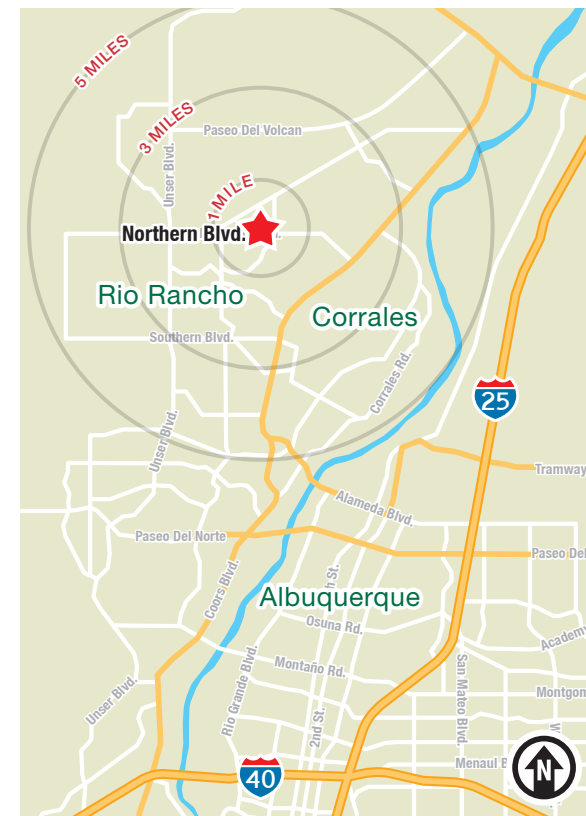 5 MILES
3 MILES
Paseo Del Volcan
Unser Blvd.
1 MILE
Northern Blvd.
Rio Rancho
Corrales
Southern Blvd.
Corrales Rd.
25
Unser Blvd.
Tramway
Alameda Blvd.
Paseo Del Norte
Paseo Del
Coors Blvd.
Albuquerque
h St.
Osuna Rd.
Academy
Montaño Rd.
San Mateo Blvd.
Rio Grande Blvd.
Unser Blvd.
Montgom
2nd St.
Menaul B
40
N